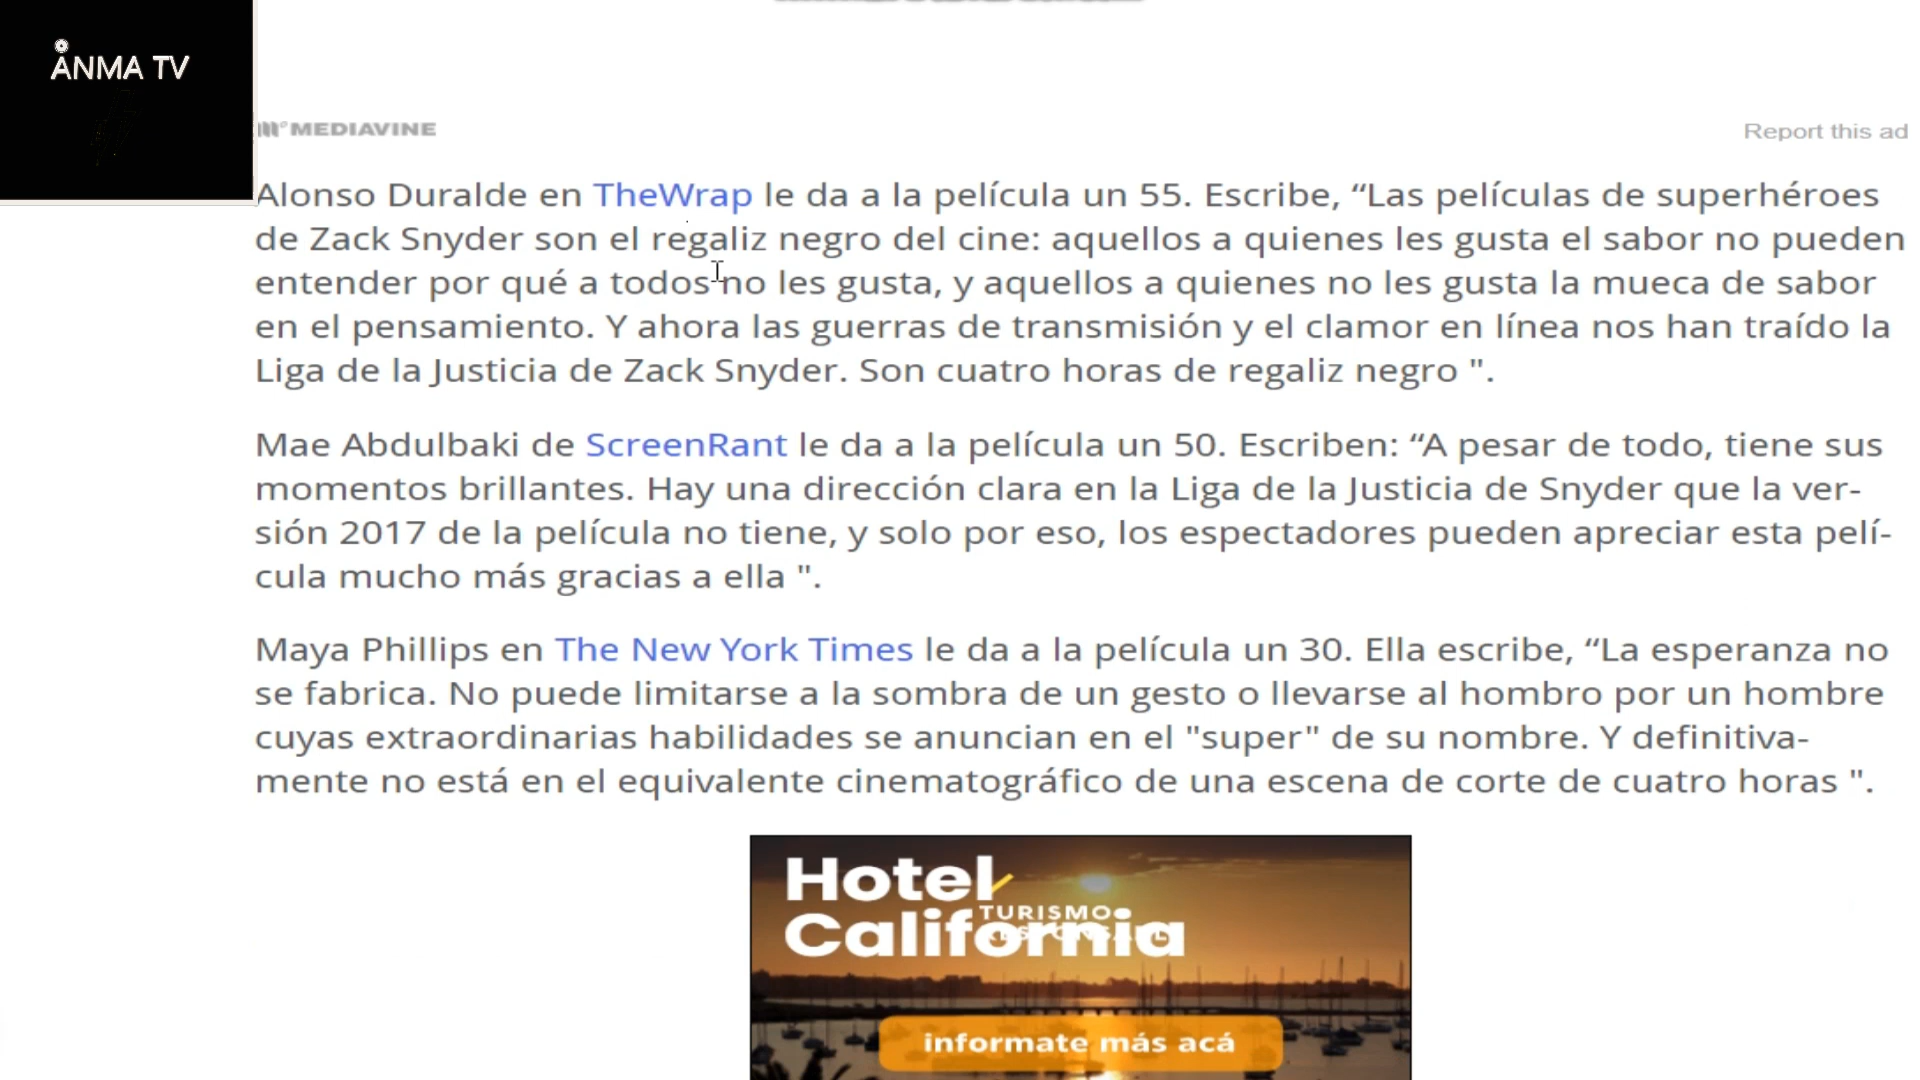 ANMA TV
MEDIAVINE
Report this ad
Alonso Duralde en TheWrap le da a la película un 55. Escribe, “Las películas de superhéroes
de Zack Snyder son el regaliz negro del cine: aquellos a quienes les gusta el sabor no pueden
entender por qué a todos no les gusta, y aquellos a quienes no les gusta la mueca de sabor
en el pensamiento. Y ahora las guerras de transmisión y el clamor en línea nos han traído la
Liga de la Justicia de Zack Snyder. Son cuatro horas de regaliz negro ".
Mae Abdulbaki de ScreenRant le da a la película un 50. Escriben: “A pesar de todo, tiene sus
momentos brillantes. Hay una dirección clara en la Liga de la Justicia de Snyder que la ver-
sión 2017 de la película no tiene, y solo por eso, los espectadores pueden apreciar esta pelí-
cula mucho más gracias a ella ".
Maya Phillips en The New York Times le da a la película un 30. Ella escribe, “La esperanza no
se fabrica. No puede limitarse a la sombra de un gesto o llevarse al hombro por un hombre
cuyas extraordinarias habilidades se anuncian en el "super" de su nombre. Y definitiva-
mente no está en el equivalente cinematográfico de una escena de corte de cuatro horas ".
Hotel
TURISMO
California
informate más acá